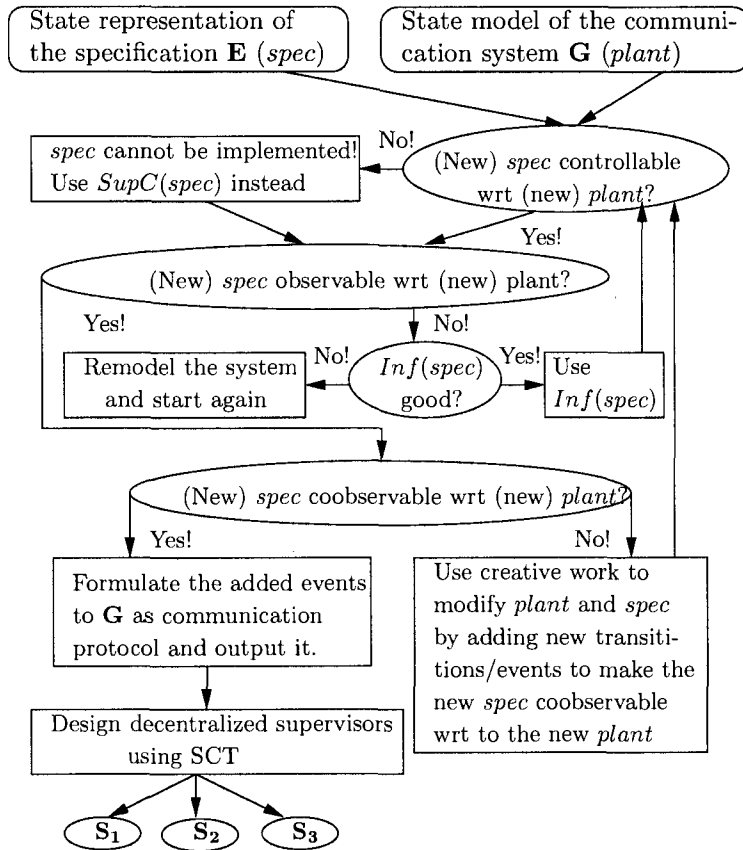 State representation of
the specification E (spec)
State model of the communi-
cation system G (plant)
No!
spec cannot be implemented!
Use SupC(spec) instead
(New) spec controllable
wrt (new) plant?
Yes!
(New) spec observable wrt (new) plant?
Yes!
No!
No!
Yes!
Remodel the system
and start again
Inf(spec)
good?
Use
Inf(spec)
(New) spec coobservable wrt (new) plant?
Yes!
No!
Formulate the added events
to G as communication
protocol and output it.
Use creative work to
modify plant and spec
by adding new transiti-
tions/events to make the
new spec coobservable
wrt to the new plant
Design decentralized supervisors
using SCT
S1 S2 S3